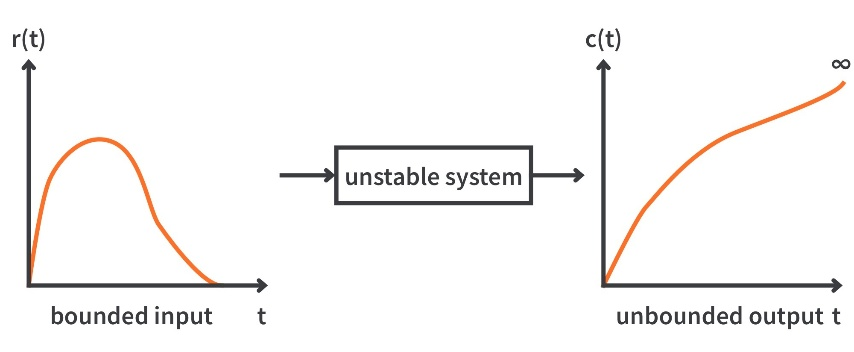 r(t)
bounded input
t
unstable system
c(t)
∞
unbounded output t